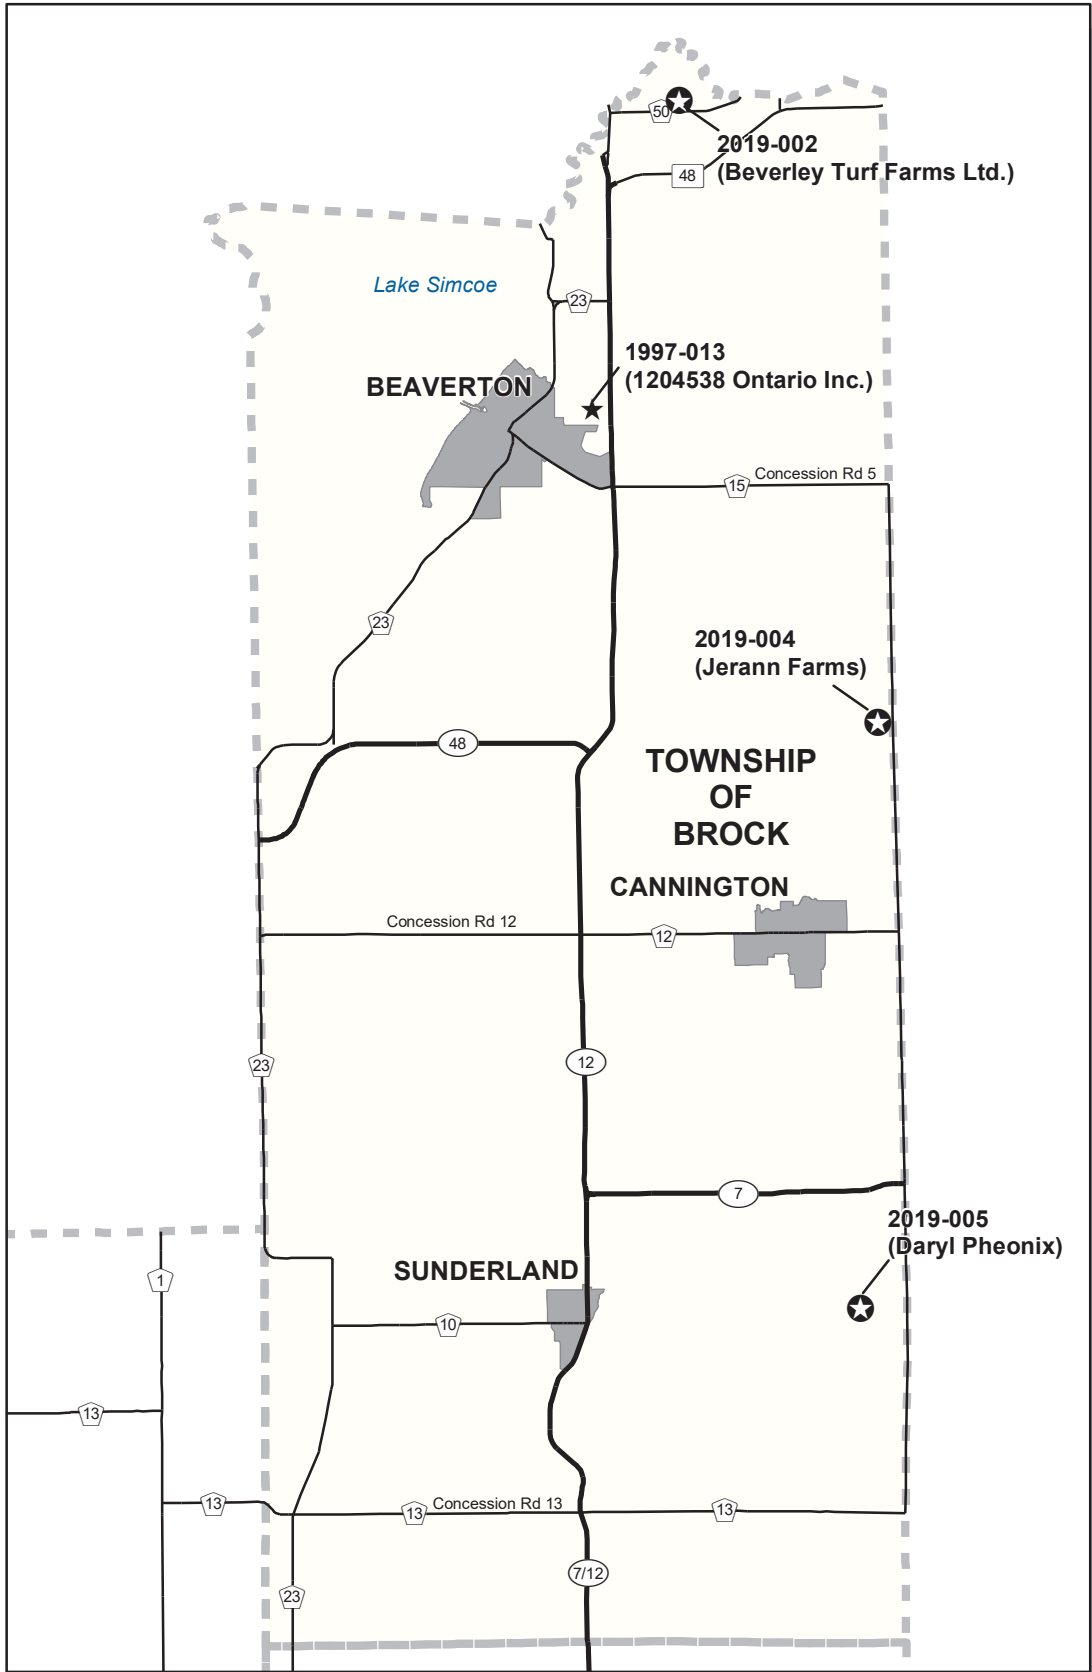 50
2019-002
(Beverley Turf Farms Ltd.)
48
Lake Simcoe
23
1997-013
(1204538 Ontario Inc.)
BEAVERTON
Concession Rd 5
15
23
2019-004
(Jerann Farms)
48
TOWNSHIP
OF
BROCK
CANNINGTON
Concession Rd 12
12
23
12
7
2019-005
(Daryl Pheonix)
SUNDERLAND
1
10
13
13
Concession Rd 13
13
13
7/12
23